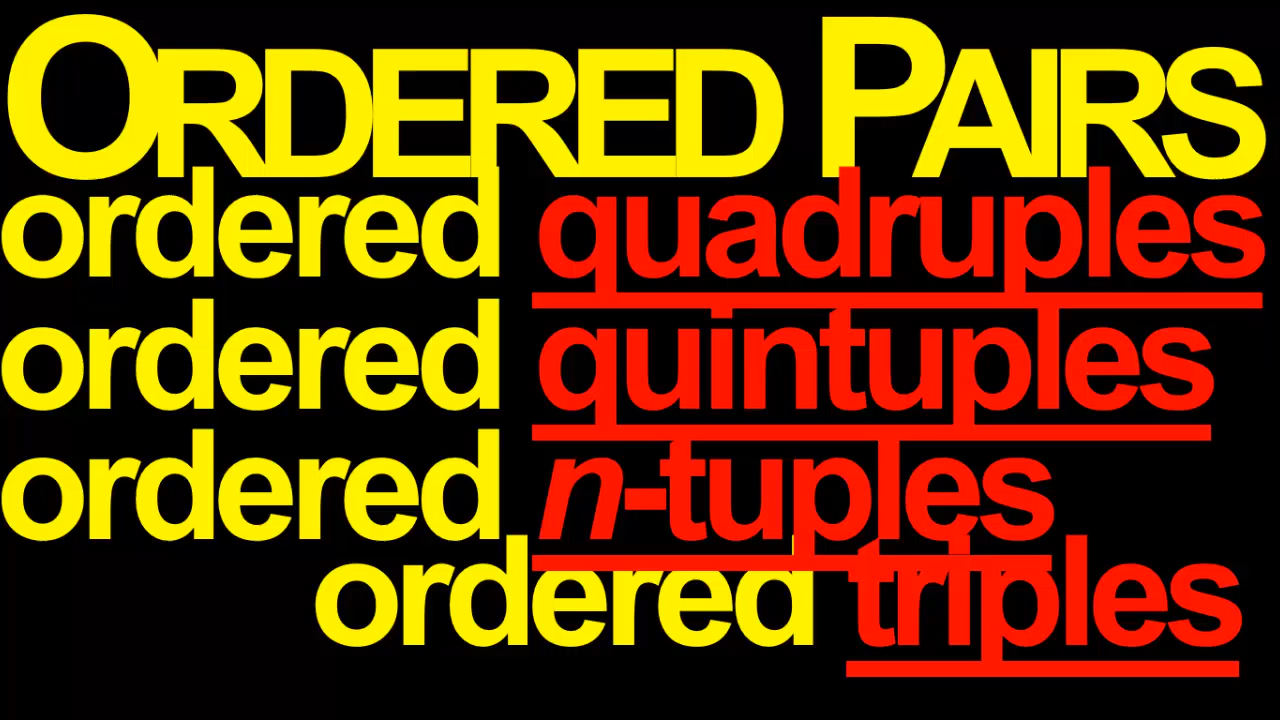 ORDERED PAIRS
ordered quadruples
ordered quintuples
ordered n-tuples
ordered triples